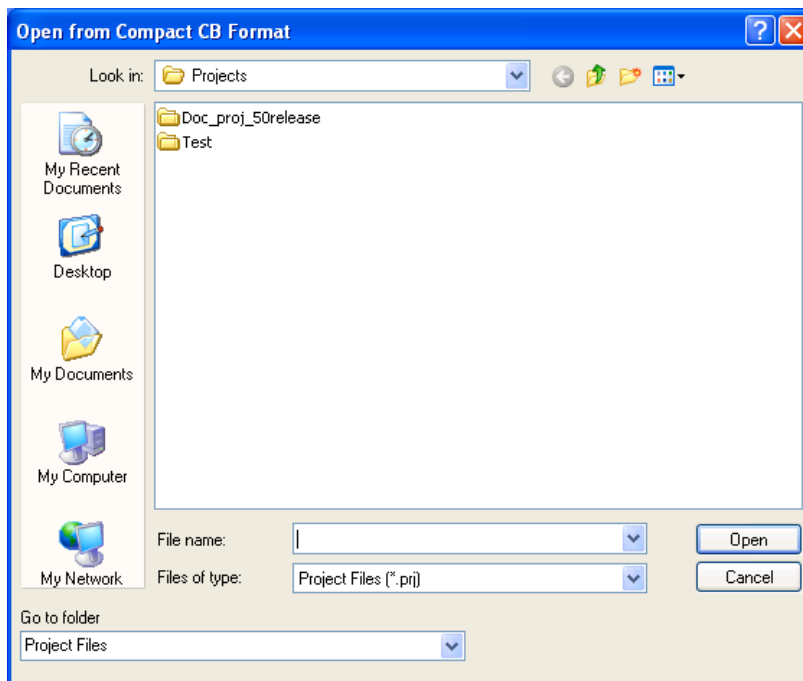 Open from Compact CB Format
Look in: Projects
Doc_proj_50release
Test
My Recent
Documents
Desktop
My Documents
My Computer
My Network
File name: Open
Files of type: Project Files (*.prj) Cancel
Go to folder
Project Files